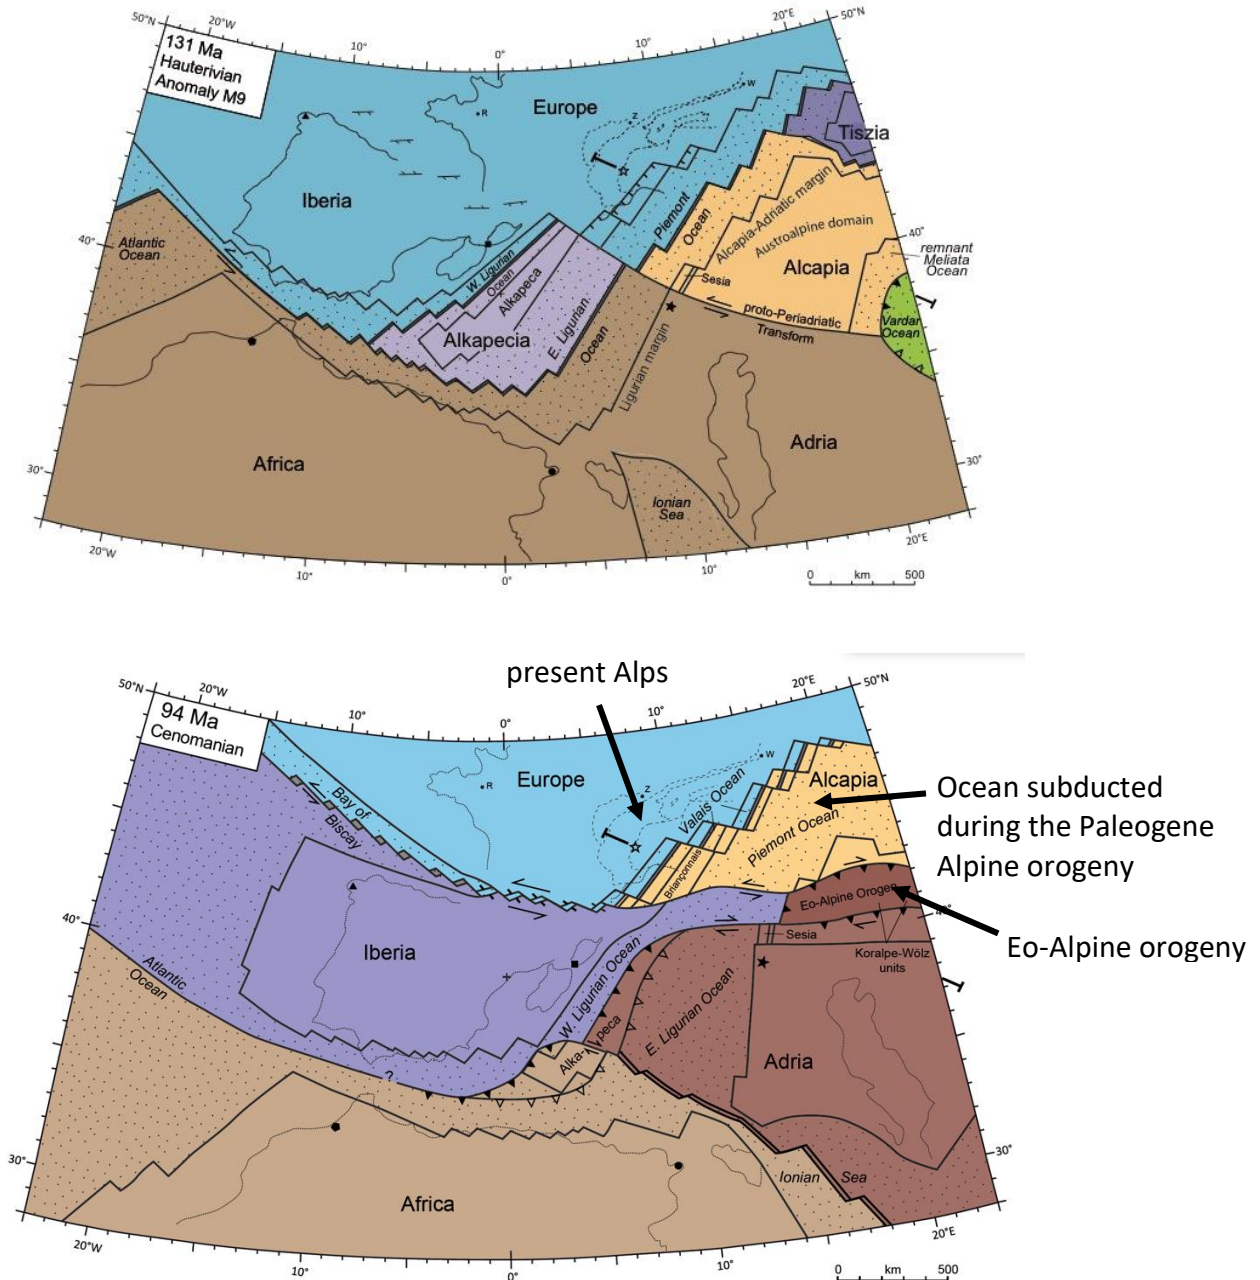 50°N
20°W
10°
0°
10°
20°E
50°N
131 Ma
Hauterivian
Anomaly M9
Europe
R
Z
W
Tiszia
Iberia
Piemont
Ocean
Alcapia-Adriatic margin
Austroalpine domain
Alcapia
40°
Atlantic
Ocean
40°
remnant
Meliata
Ocean
W. Ligurian
Ocean
Alkapeca
Sesia
proto-Periadriatic
Transform
Vardar
Ocean
Alkapecia
E. Ligurian
Ocean
Ligurian margin
Africa
Adria
30°
30°
Ionian
Sea
20°W
10°
0°
10°
20°E
0 km 500
present Alps
50°N
20°W
10°
0°
10°
20°E
50°N
94 Ma
Cenomanian
Europe
R
Z
W
Bay of
Biscay
Valais Ocean
Alcapia
Piemont Ocean
Briançonnais
Ocean subducted
during the Paleogene
Alpine orogeny
Eo-Alpine Orogen
40°
40°
Eo-Alpine orogeny
Iberia
Sesia
Koralpe-Wölz
units
Atlantic
Ocean
W. Ligurian Ocean
E. Ligurian Ocean
Alka-
peca
?
Adria
30°
30°
Africa
Ionian Sea
20°W
10°
0°
10°
20°E
0 km 500